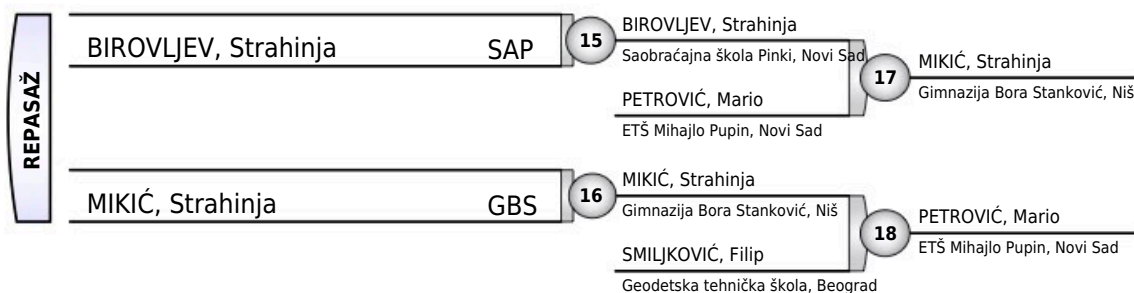 REPASAŽ
BIROVLJEV, Strahinja SAP
15
BIROVLJEV, Strahinja
Saobraćajna škola Pinki, Novi Sad
PETROVIĆ, Mario
ETŠ Mihajlo Pupin, Novi Sad
17
MIKIĆ, Strahinja
Gimnazija Bora Stanković, Niš
MIKIĆ, Strahinja GBS
16
MIKIĆ, Strahinja
Gimnazija Bora Stanković, Niš
SMILJKOVIĆ, Filip
Geodetska tehnička škola, Beograd
18
PETROVIĆ, Mario
ETŠ Mihajlo Pupin, Novi Sad